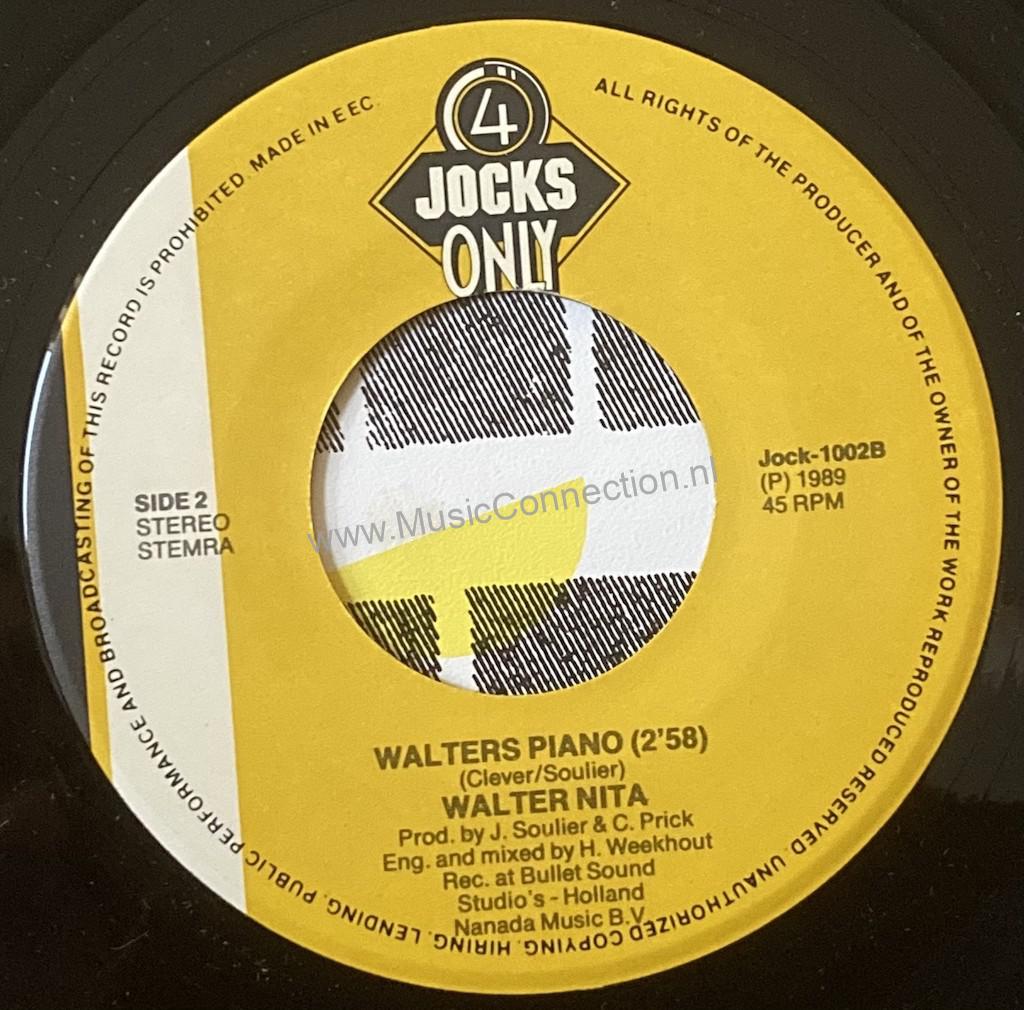 4
JOCKS
ONLY
ALL RIGHTS OF THE PRODUCER AND OF THE OWNER OF THE WORK REPRODUCED RESERVED. UNAUTHORIZED COPYING. HIRING. LENDING. PUBLIC PERFORMANCE AND BROADCASTING OF THIS RECORD IS PROHIBITED. MADE IN EEC.
SIDE 2
STEREO
STEMRA
Jock-1002B
(P) 1989
45 RPM
www.MusicConnection.nl
WALTERS PIANO (2'58)
(Clever/Soulier)
WALTER NITA
Prod. by J. Soulier & C. Prick
Eng. and mixed by H. Weekhout
Rec. at Bullet Sound
Studio's - Holland
Nanada Music B.V.